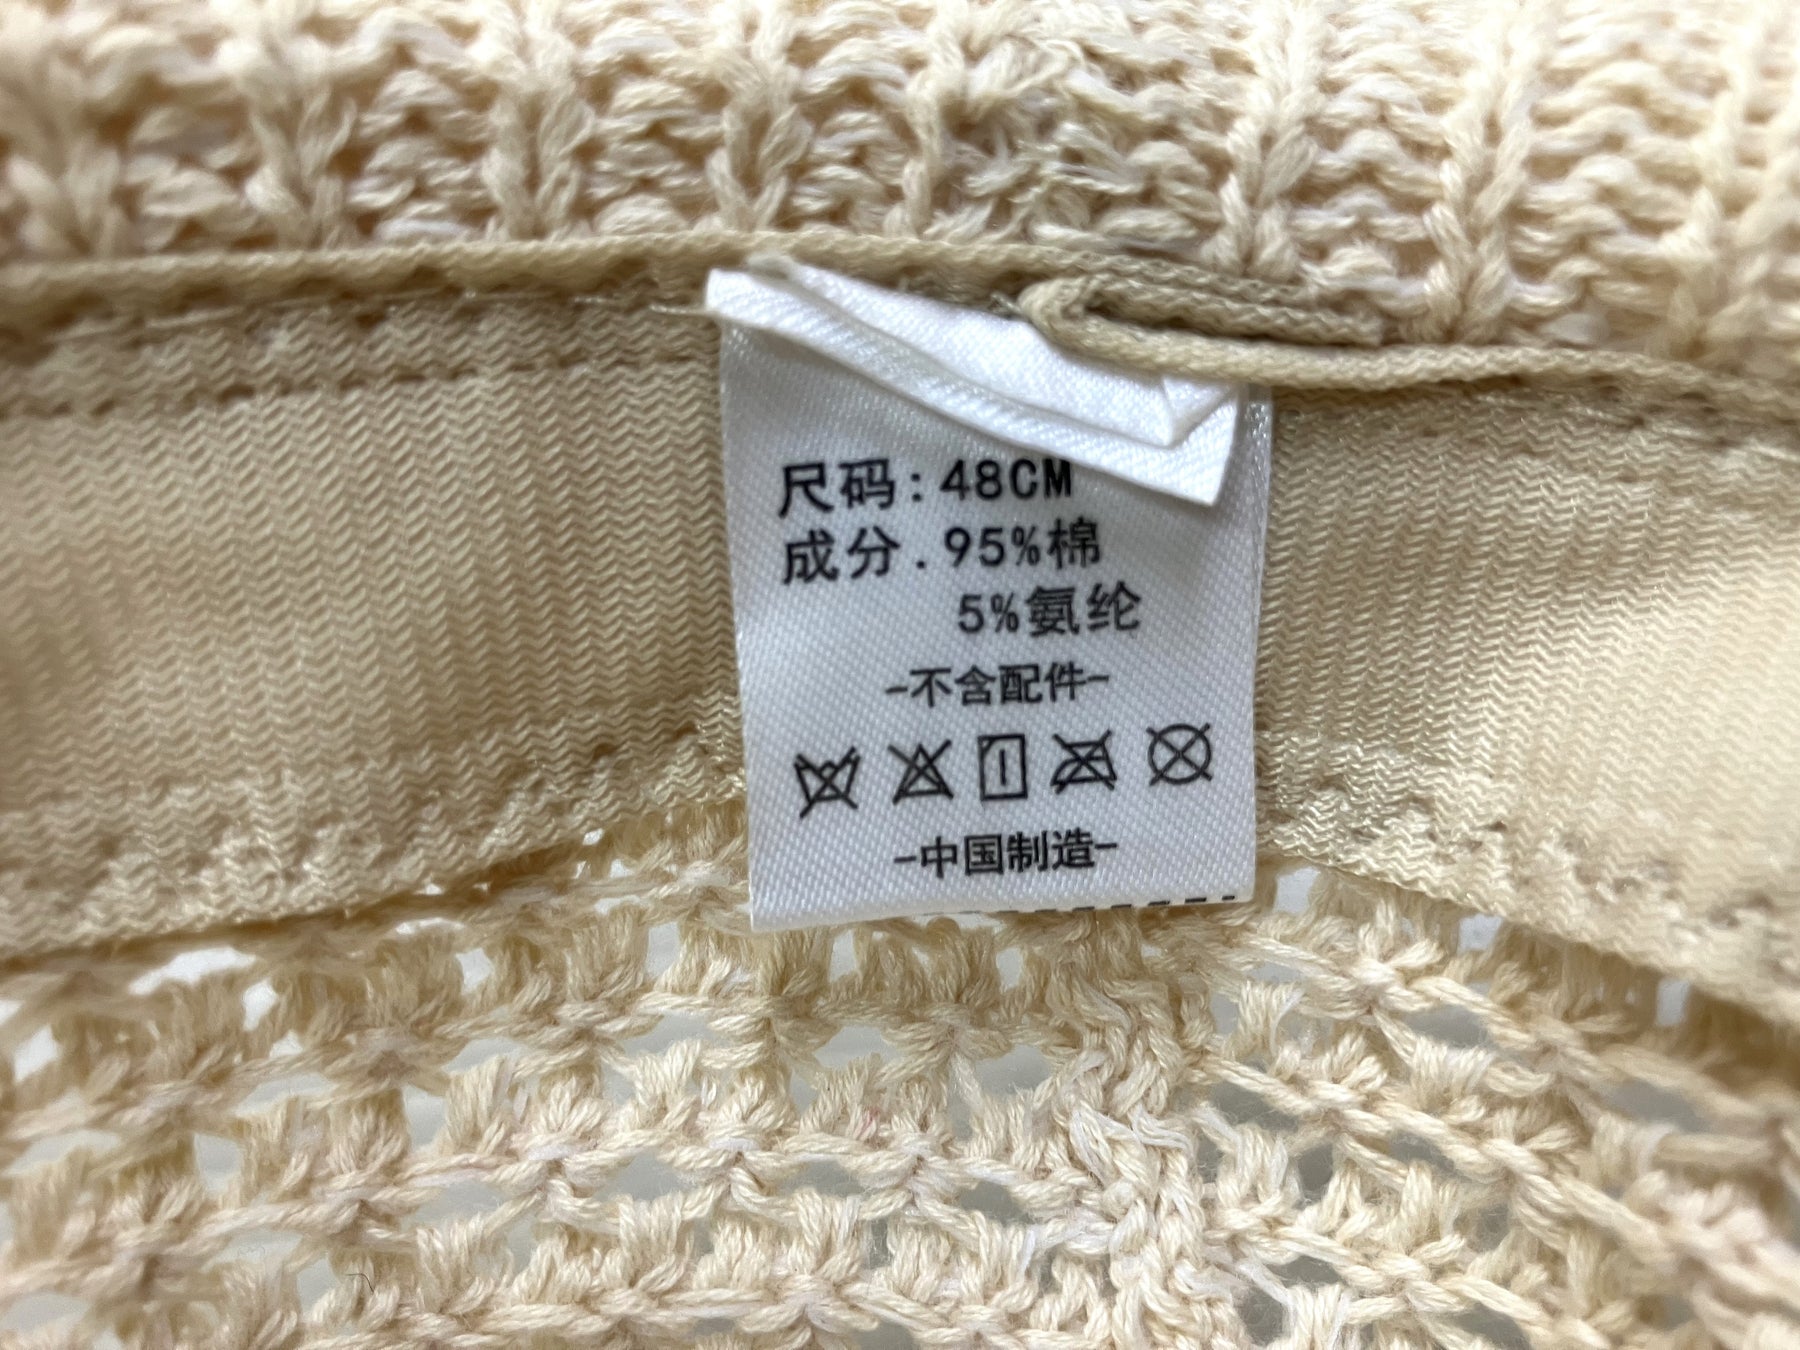 尺码:48CM
成分.95%棉
5%氨纶
-不含配件-
-中国制造-